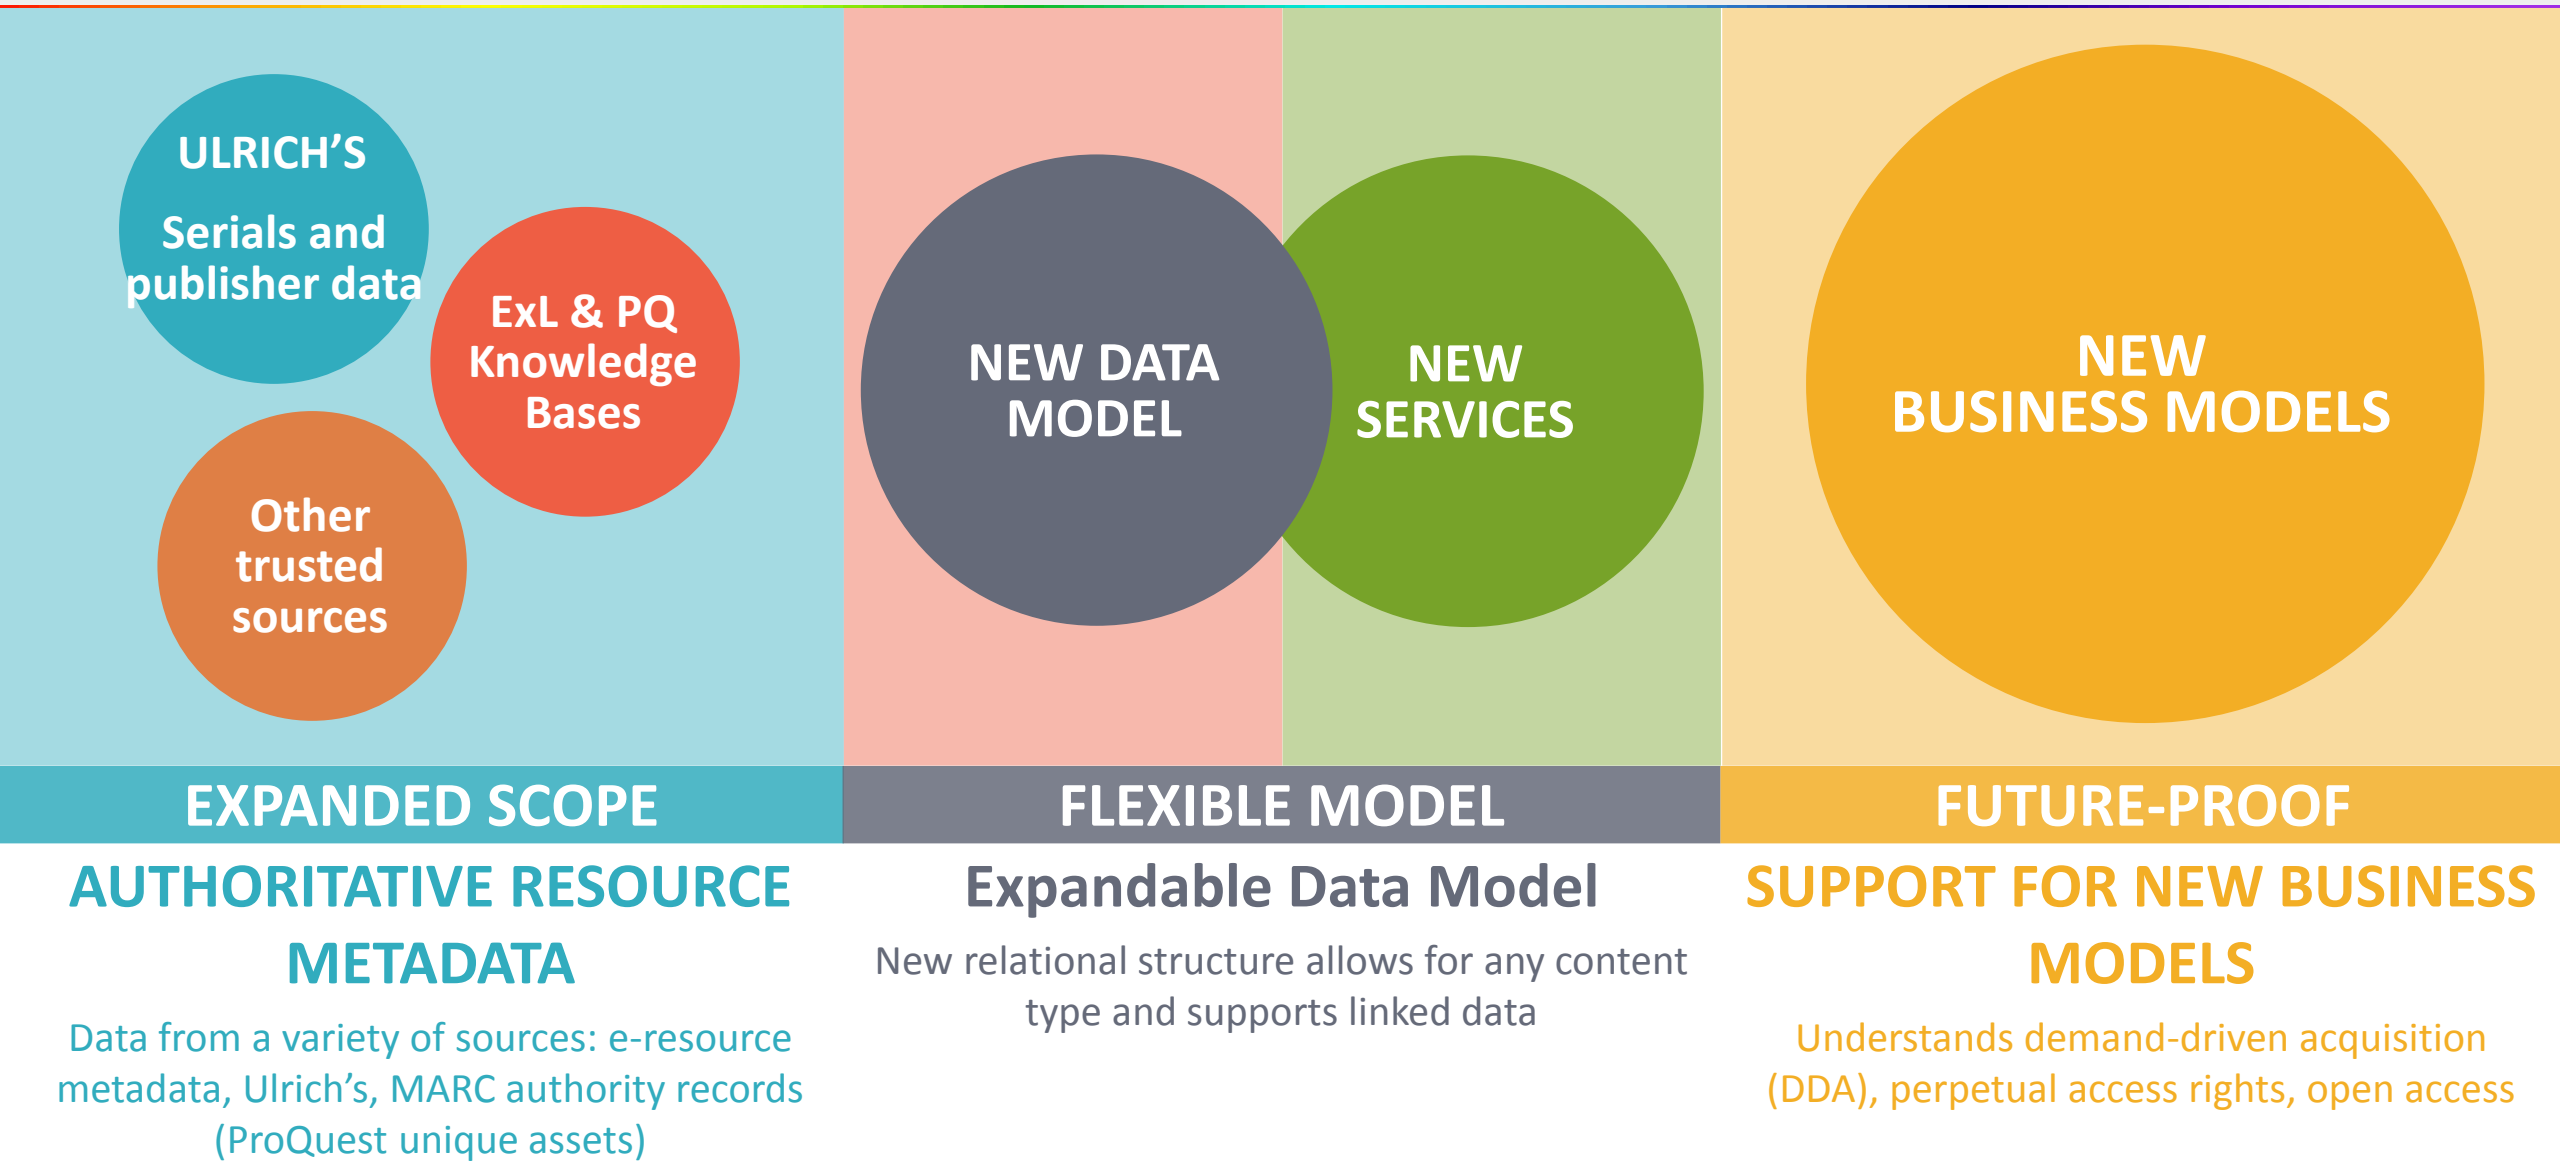 ULRICH’S
Serials and
publisher data
ExL & PQ
Knowledge
Bases
Other
trusted
sources
NEW DATA
MODEL
NEW
SERVICES
NEW
BUSINESS MODELS
EXPANDED SCOPE
AUTHORITATIVE RESOURCE
METADATA
Data from a variety of sources: e-resource
metadata, Ulrich’s, MARC authority records
(ProQuest unique assets)
FLEXIBLE MODEL
Expandable Data Model
New relational structure allows for any content
type and supports linked data
FUTURE-PROOF
SUPPORT FOR NEW BUSINESS
MODELS
Understands demand-driven acquisition
(DDA), perpetual access rights, open access